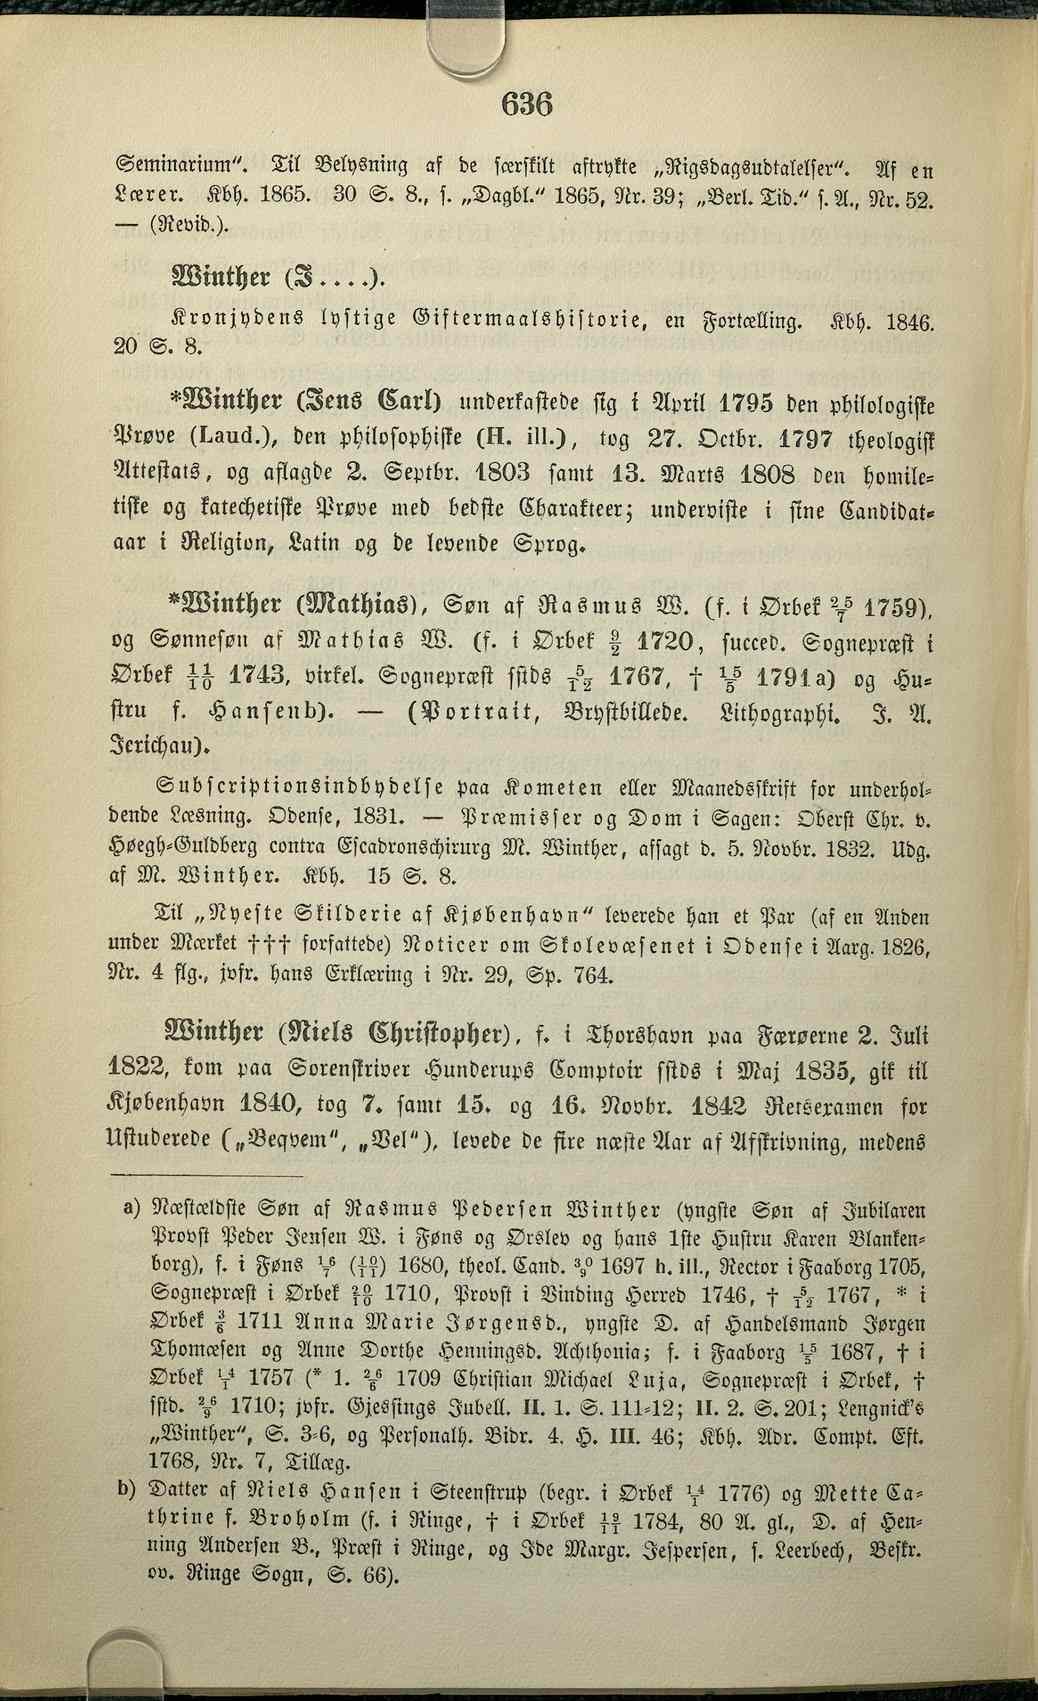 636
Seminarium“. Til Belysning af de særskilt aftrykte „Rigsdagsudtalelser“. Af en
Lærer. Kbh. 1865. 30 S. 8., s. „Dagbl.“ 1865, Nr. 39; „Berl. Tid.“ s. A., Nr. 52.
— (Revid.).
Winther (J....).
Kronjydens lystige Giftermaalshistorie, en Fortælling. Kbh. 1846.
20 S. 8.
*Winther (Jens Carl) underkastede sig i April 1795 den philologiske
Prøve (Laud.), den philosophiske (H. ill.), tog 27. Octbr. 1797 theologisk
Attestats, og aflagde 2. Septbr. 1803 samt 13. Marts 1808 den homile-
tiske og katechetiske Prøve med bedste Charakteer; underviste i sine Candidat-
aar i Religion, Latin og de levende Sprog.
*Winther (Mathias), Søn af Rasmus W. (f. i Ørbek 25/7 1759),
og Sønnesøn af Mathias W. (f. i Ørbek 9/2 1720, succed. Sognepræst i
Ørbek 11/10 1743, virkel. Sognepræst sstds 5/12 1767, † 15/5 1791a) og Hu-
stru f. Hansenb). — (Portrait, Brystbillede. Lithographi. J. A.
Jerichau).
Subscriptionsindbydelse paa Kometen eller Maanedsskrift for underhol-
dende Læsning. Odense, 1831. — Præmisser og Dom i Sagen: Oberst Chr. v.
Høegh-Guldberg contra Escadronschirurg M. Winther, afsagt d. 5. Novbr. 1832. Udg.
af M. Winther. Kbh. 15 S. 8.
Til „Nyeste Skilderie af Kjøbenhavn“ leverede han et Par (af en Anden
under Mærket ††† forfattede) Noticer om Skolevæsenet i Odense i Aarg. 1826,
Nr. 4 flg., jvfr. hans Erklæring i Nr. 29, Sp. 764.
Winther (Niels Christopher), f. i Thorshavn paa Færøerne 2. Juli
1822, kom paa Sorenskriver Hunderups Comptoir sstds i Maj 1835, gik til
Kjøbenhavn 1840, tog 7. samt 15. og 16. Novbr. 1842 Retsexamen for
Ustuderede („Beqvem“, „Vel“), levede de fire næste Aar af Afskrivning, medens
a) Næstældste Søn af Rasmus Pedersen Winther (yngste Søn af Jubilaren
Provst Peder Jensen W. i Føns og Ørslev og hans 1ste Hustru Karen Blanken-
borg), f. i Føns 16/7 (10/11) 1680, theol. Cand. 30/9 1697 h. ill., Rector i Faaborg 1705,
Sognepræst i Ørbek 20/10 1710, Provst i Vinding Herred 1746, † 5/12 1767, * i
Ørbek 3/6 1711 Anna Marie Jørgensd., yngste D. af Handelsmand Jørgen
Thomæsen og Anne Dorthe Henningsd. Achthonia; f. i Faaborg 15/5 1687, † i
Ørbek 14/1 1757 (* 1. 26/6 1709 Christian Michael Luja, Sognepræst i Ørbek, †
sstd. 26/9 1710; jvfr. Gjessings Jubell. II. 1. S. 111-12; II. 2. S. 201; Lengnick's
„Winther“, S. 3-6, og Personalh. Bidr. 4. H. III. 46; Kbh. Adr. Compt. Eft.
1768, Nr. 7, Tillæg.
b) Datter af Niels Hansen i Steenstrup (begr. i Ørbek 14/1 1776) og Mette Ca-
thrine f. Broholm (f. i Ringe, † i Ørbek 19/11 1784, 80 A. gl., D. af Hen-
ning Andersen B., Præst i Ringe, og Ide Margr. Jespersen, s. Leerbech, Beskr.
ov. Ringe Sogn, S. 66).